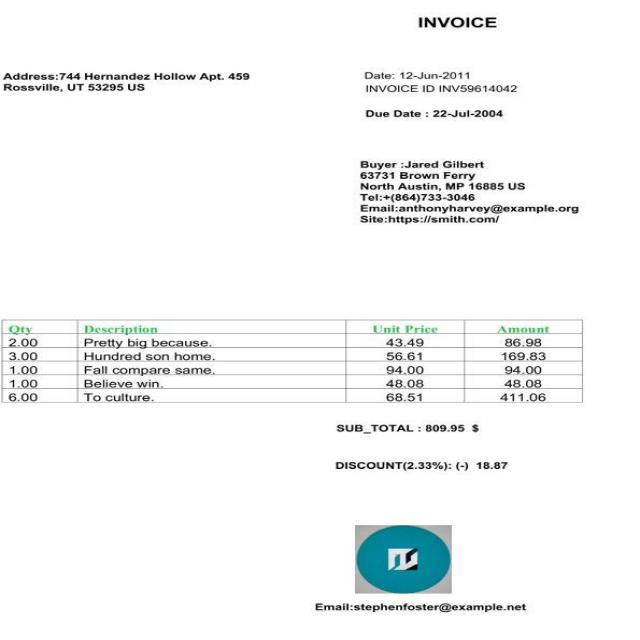 INVOICE
Address:744 Hernandez Hollow Apt. 459
Rossville, UT 53295 US
Date: 12-Jun-2011
INVOICE ID INV59614042
Due Date : 22-Jul-2004
Buyer :Jared Gilbert
63731 Brown Ferry
North Austin, MP 16885 US
Tel:+(864)733-3046
Email:anthonyharvey@example.org
Site:https://smith.com/
Qty Description Unit Price Amount
2.00 Pretty big because. 43.49 86.98
3.00 Hundred son home. 56.61 169.83
1.00 Fall compare same. 94.00 94.00
1.00 Believe win. 48.08 48.08
6.00 To culture. 68.51 411.06
SUB_TOTAL : 809.95 $
DISCOUNT(2.33%): (-) 18.87
Email:stephenfoster@example.net